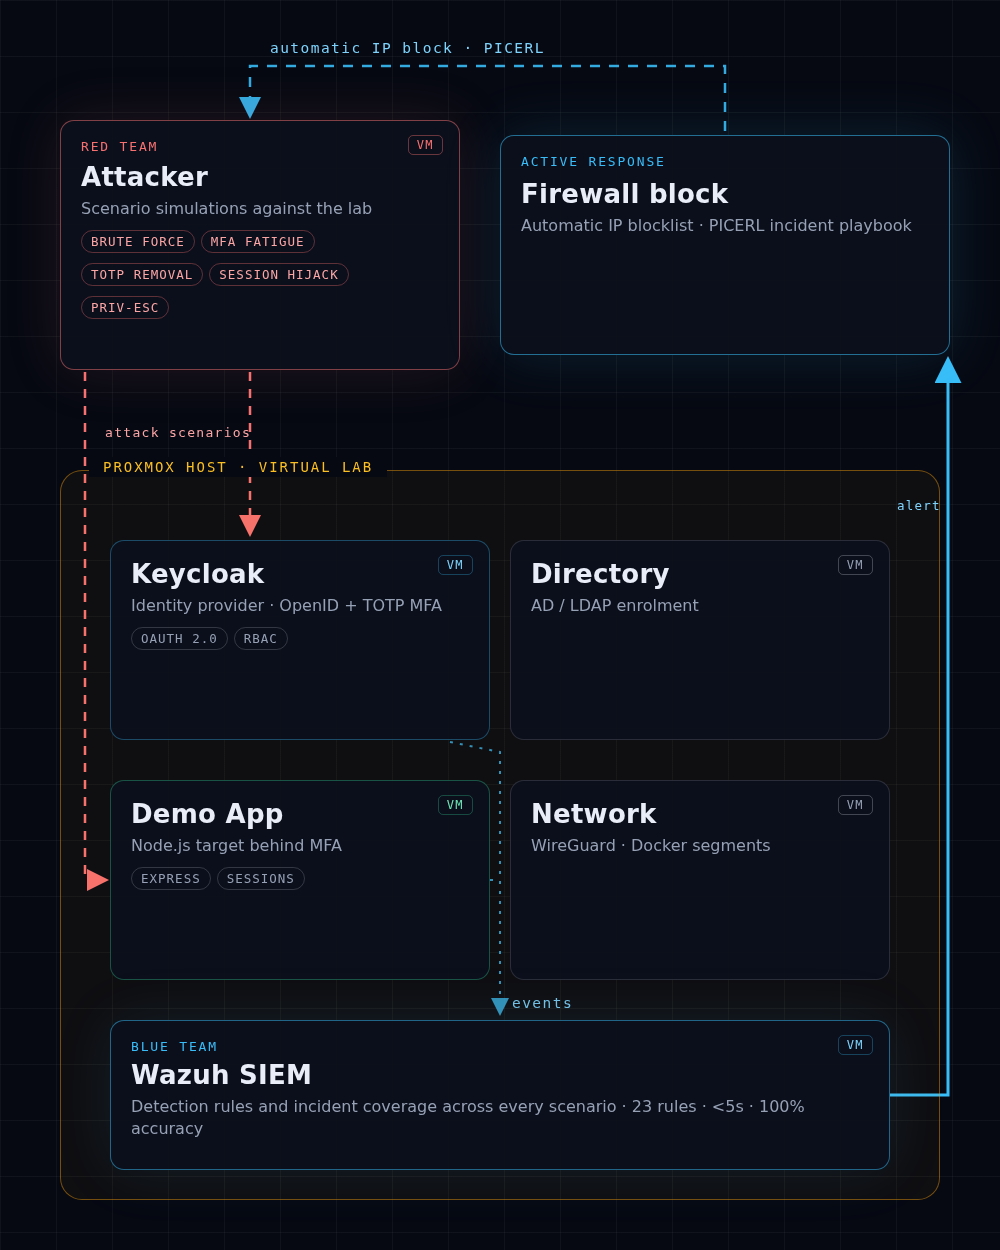 automatic IP block · PICERL
RED TEAM
VM
Attacker
Scenario simulations against the lab
BRUTE FORCE
MFA FATIGUE
TOTP REMOVAL
SESSION HIJACK
PRIV-ESC
ACTIVE RESPONSE
Firewall block
Automatic IP blocklist · PICERL incident playbook
attack scenarios
PROXMOX HOST · VIRTUAL LAB
alert
Keycloak
VM
Identity provider · OpenID + TOTP MFA
OAUTH 2.0
RBAC
Directory
VM
AD / LDAP enrolment
Demo App
VM
Node.js target behind MFA
EXPRESS
SESSIONS
Network
VM
WireGuard · Docker segments
events
BLUE TEAM
VM
Wazuh SIEM
Detection rules and incident coverage across every scenario · 23 rules · <5s · 100%
accuracy